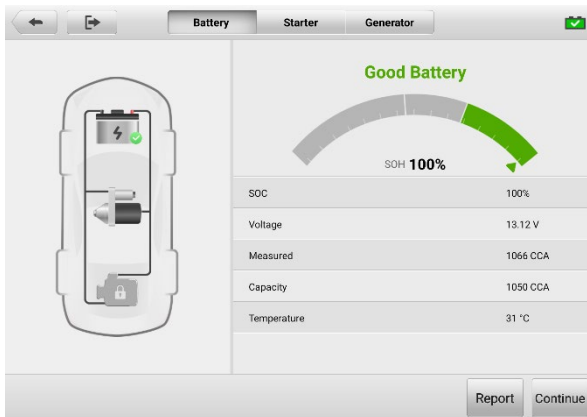 Battery Starter Generator
Good Battery
SOH 100%
SOC 100%
Voltage 13.12 V
Measured 1066 CCA
Capacity 1050 CCA
Temperature 31 °C
Report Continue